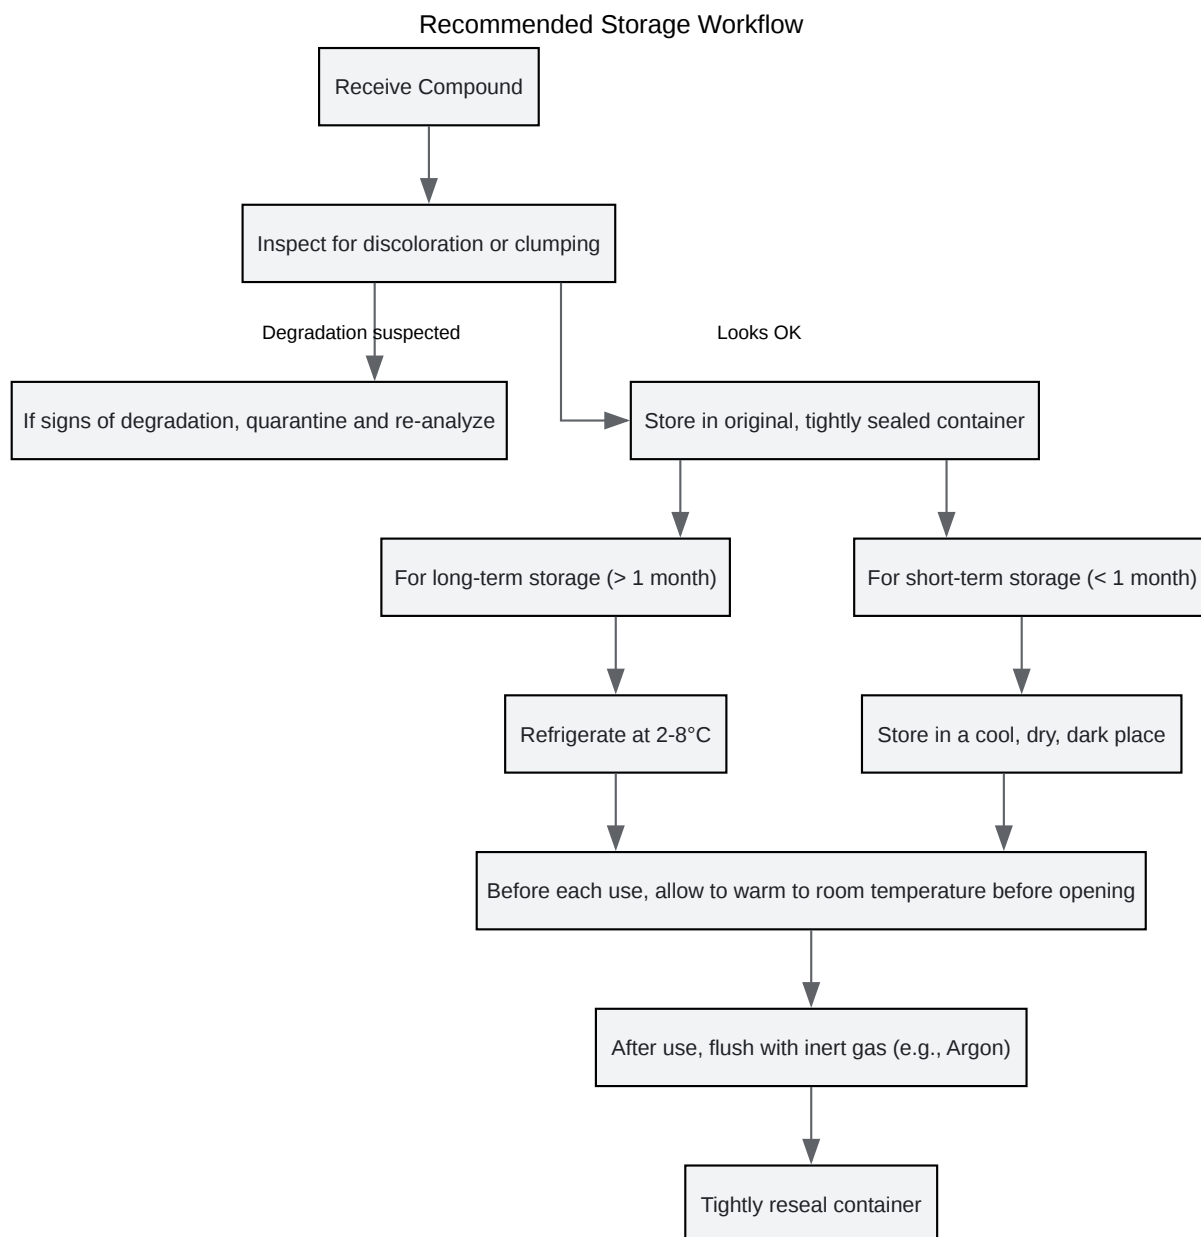 Recommended Storage Workflow
Receive Compound
Inspect for discoloration or clumping
Degradation suspected
Looks OK
If signs of degradation, quarantine and re-analyze
Store in original, tightly sealed container
For long-term storage (> 1 month)
For short-term storage (< 1 month)
Refrigerate at 2-8°C
Store in a cool, dry, dark place
Before each use, allow to warm to room temperature before opening
After use, flush with inert gas (e.g., Argon)
Tightly reseal container